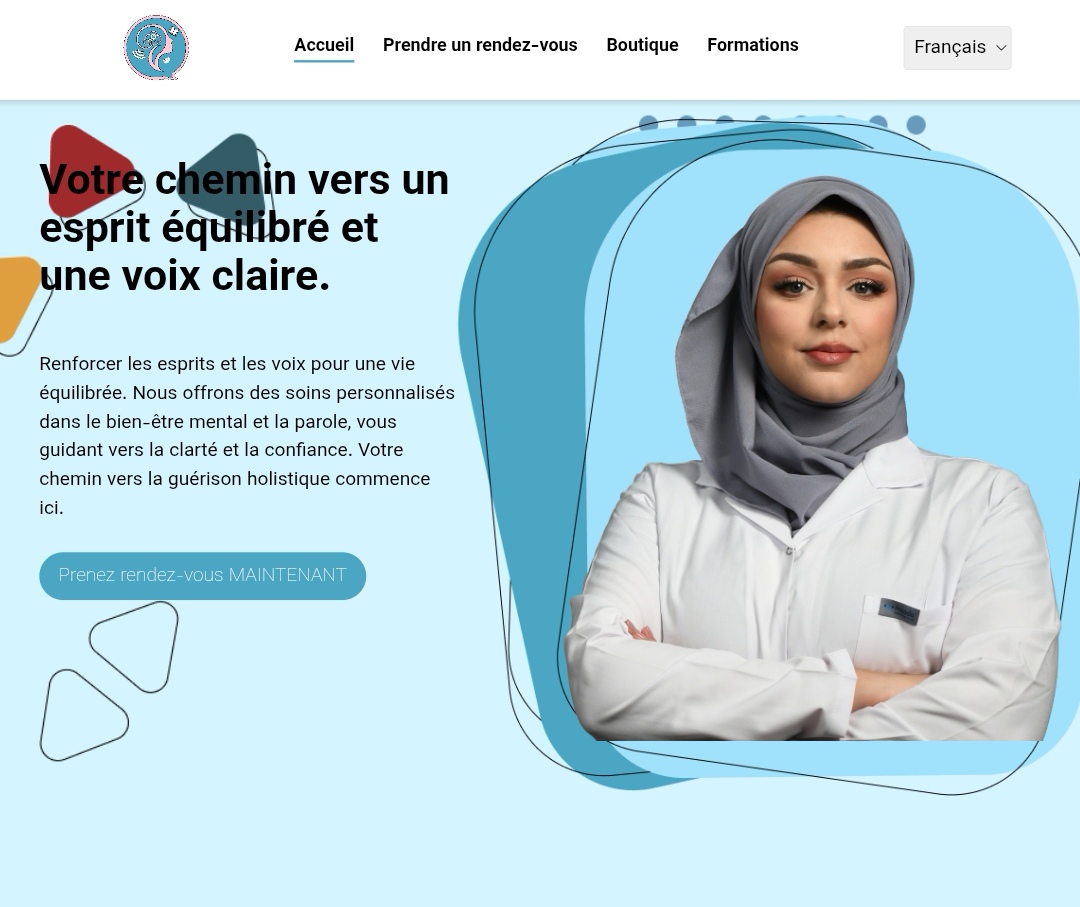 Accueil Prendre un rendez-vous Boutique Formations Français
Votre chemin vers un
esprit équilibré et
une voix claire.
Renforcer les esprits et les voix pour une vie
équilibrée. Nous offrons des soins personnalisés
dans le bien-être mental et la parole, vous
guidant vers la clarté et la confiance. Votre
chemin vers la guérison holistique commence
ici.
Prenez rendez-vous MAINTENANT